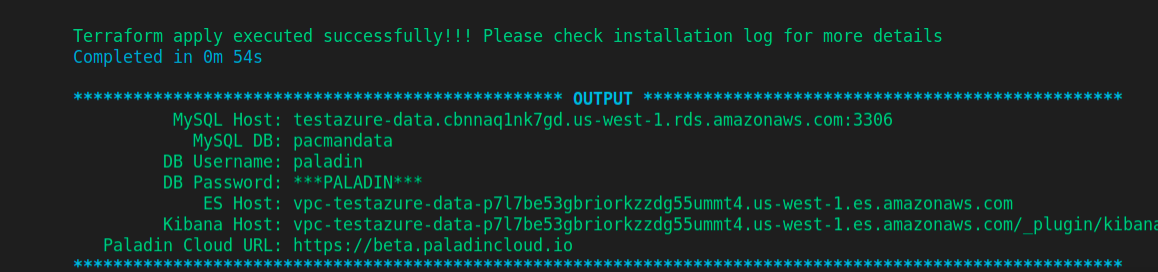 Terraform apply executed successfully!!! Please check installation log for more details
Completed in 0m 54s
************************************************* OUTPUT ************************************************
MySQL Host: testazure-data.cbnnaq1nk7gd.us-west-1.rds.amazonaws.com:3306
MySQL DB: pacmandata
DB Username: paladin
DB Password: ***PALADIN***
ES Host: vpc-testazure-data-p7l7be53gbriorkzzdg55ummt4.us-west-1.es.amazonaws.com
Kibana Host: vpc-testazure-data-p7l7be53gbriorkzzdg55ummt4.us-west-1.es.amazonaws.com/_plugin/kibana
Paladin Cloud URL: https://beta.paladincloud.io
*********************************************************************************************************